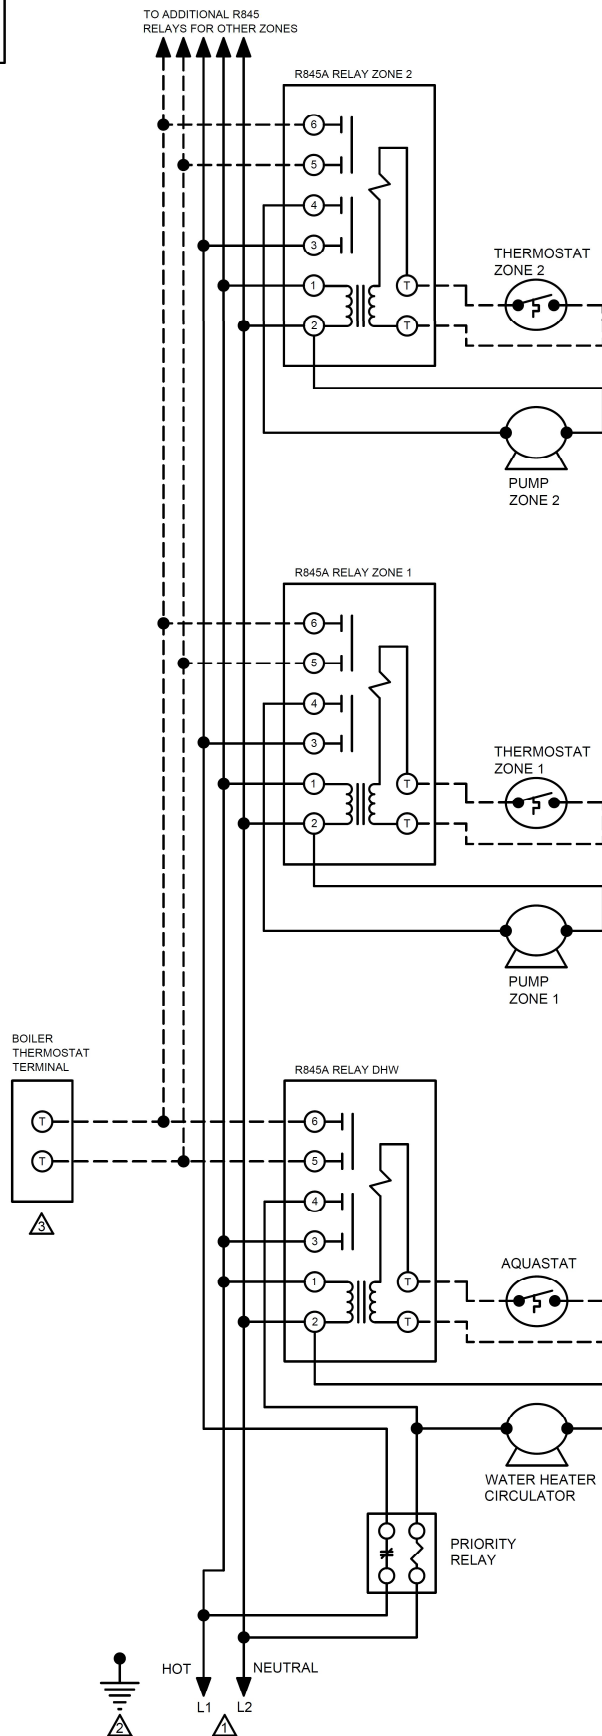 TO ADDITIONAL R845
RELAYS FOR OTHER ZONES
R845A RELAY ZONE 2
6
5
4
3
1
2
T
T
THERMOSTAT
ZONE 2
PUMP
ZONE 2
R845A RELAY ZONE 1
6
5
4
3
1
2
T
T
THERMOSTAT
ZONE 1
PUMP
ZONE 1
BOILER
THERMOSTAT
TERMINAL
T
T
3
R845A RELAY DHW
6
5
4
3
1
2
T
T
AQUASTAT
WATER HEATER
CIRCULATOR
PRIORITY
RELAY
HOT
NEUTRAL
L1
L2
2
1